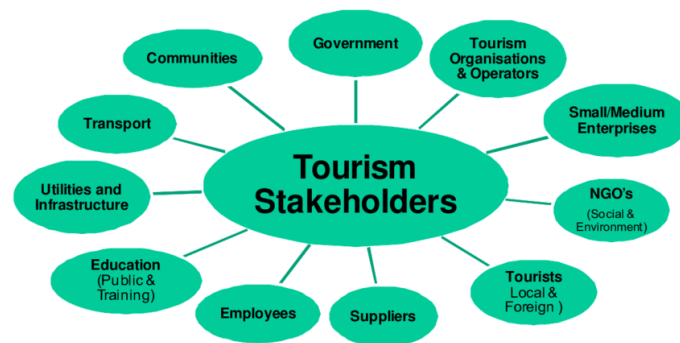 Government
Tourism
Organisations
& Operators
Communities
Small/Medium
Enterprises
Transport
Tourism
Stakeholders
Utilities and
Infrastructure
NGO's
(Social &
Environment)
Education
(Public &
Training)
Tourists
Local &
Foreign )
Employees
Suppliers